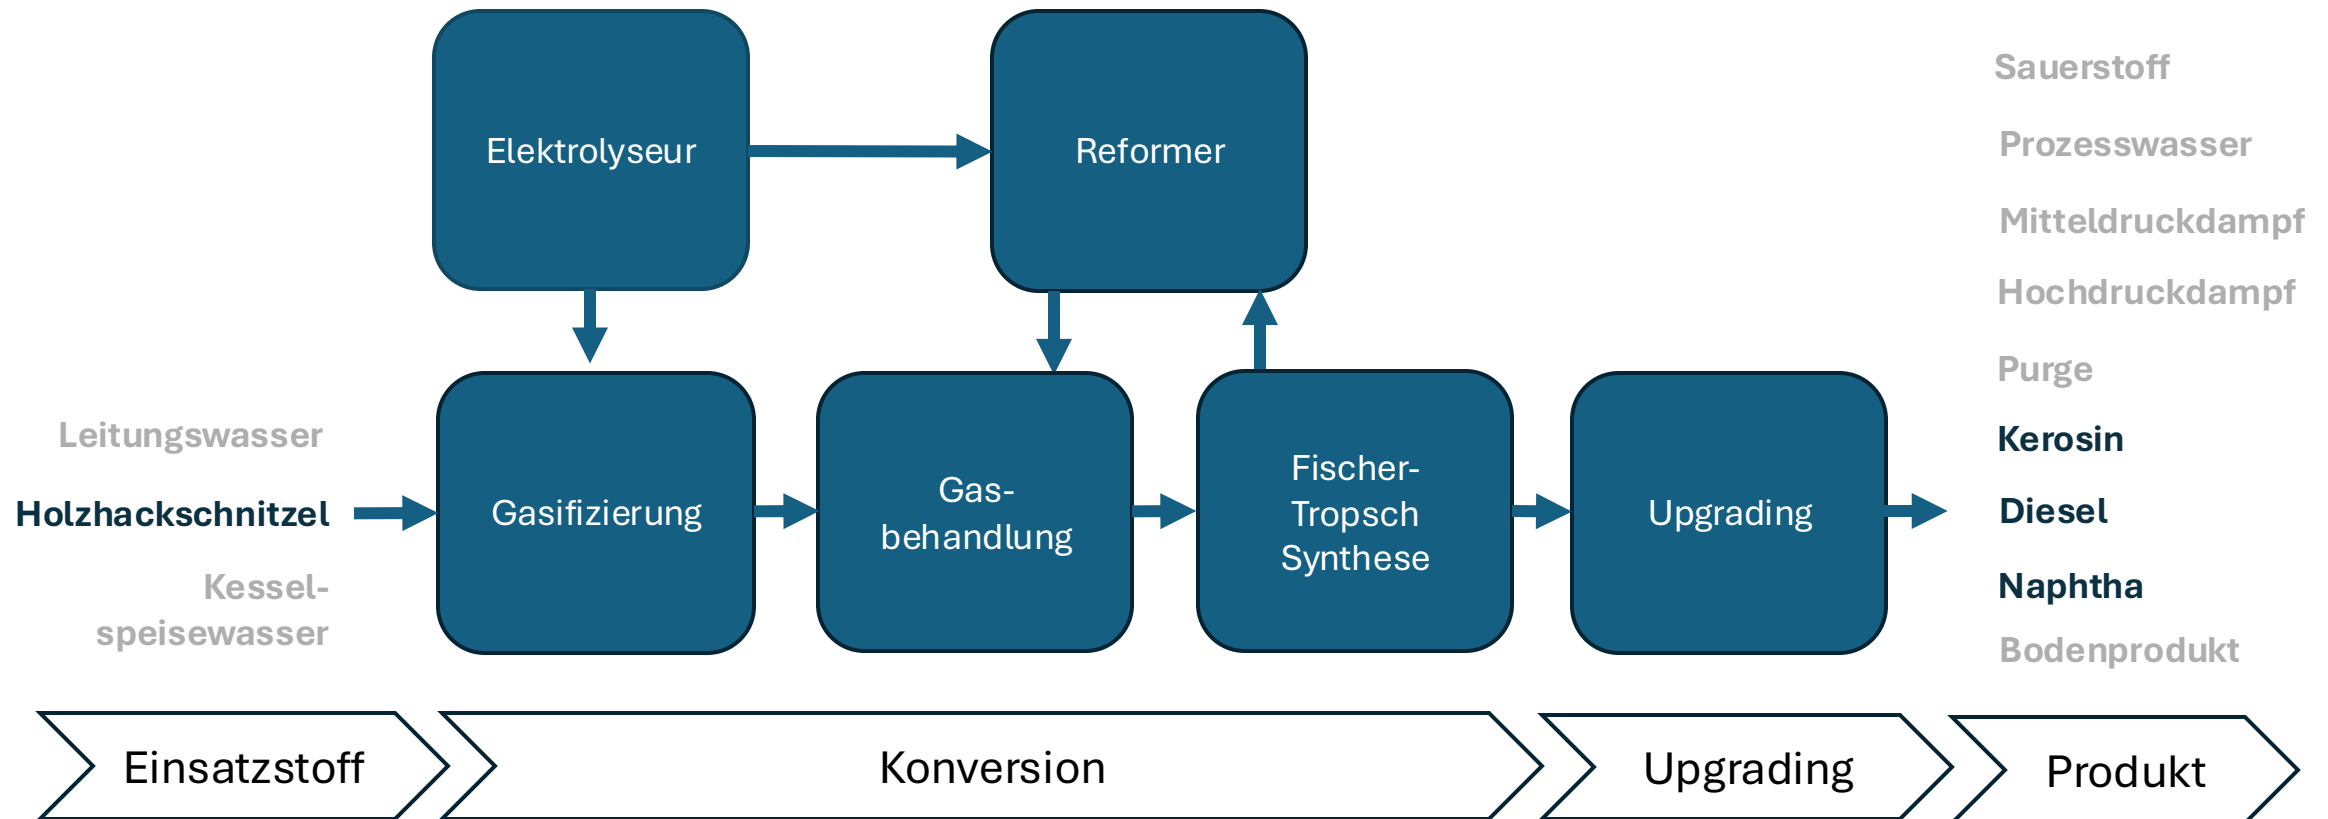 Elektrolyseur
Reformer
Sauerstoff
Prozesswasser
Mitteldruckdampf
Hochdruckdampf
Purge
Kerosin
Diesel
Naphtha
Bodenprodukt
Leitungswasser
Holzhackschnitzel
Kessel-
speisewasser
Gasifizierung
Gas-
behandlung
Fischer-
Tropsch
Synthese
Upgrading
Einsatzstoff
Konversion
Upgrading
Produkt